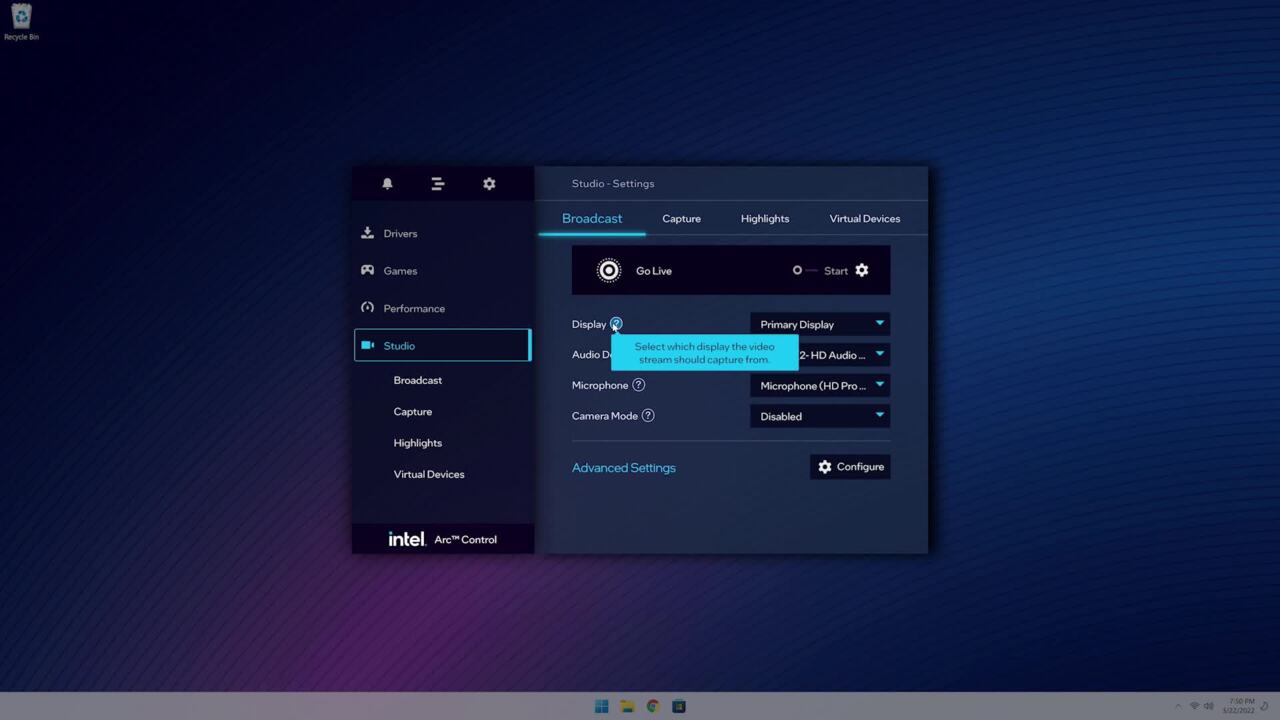 Recycle Bin
Studio - Settings
Broadcast
Capture
Highlights
Virtual Devices
Drivers
Games
Performance
Studio
Broadcast
Capture
Highlights
Virtual Devices
intel. Arc™ Control
Go Live
Start
Display ?
Primary Display
Select which display the video
stream should capture from.
Audio D
2- HD Audio ...
Microphone ?
Microphone (HD Pro ...
Camera Mode ?
Disabled
Advanced Settings
Configure
7:50 PM
5/22/2022